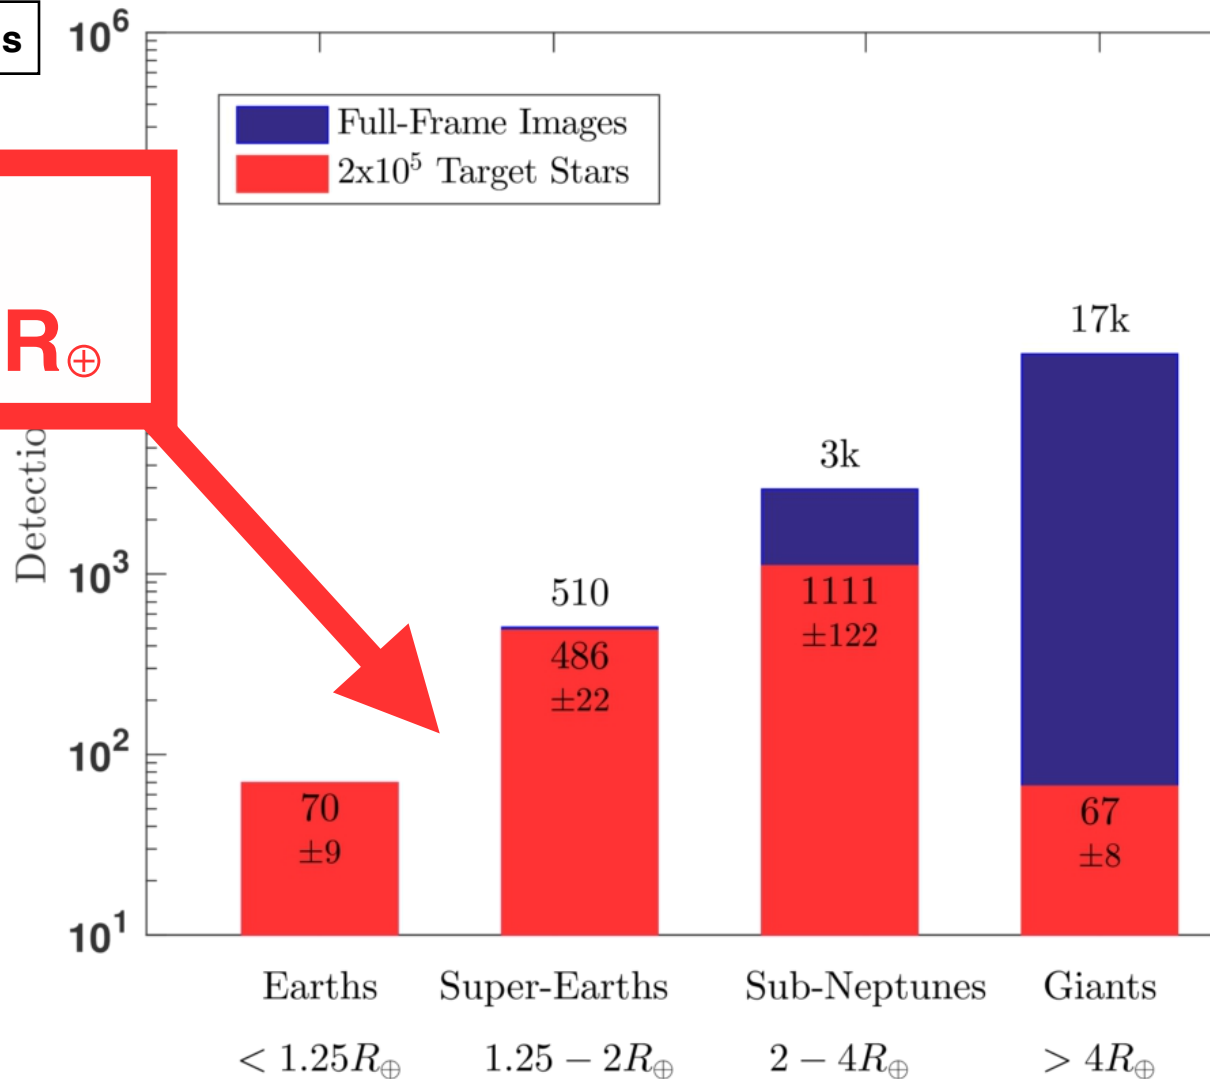 s
10⁶
Full-Frame Images
2x10⁵ Target Stars
R⊕
17k
3k
Detectio
10³
510
1111
±122
486
±22
10²
70
±9
67
±8
10¹
Earths Super-Earths Sub-Neptunes Giants
< 1.25R⊕ 1.25 − 2R⊕ 2 − 4R⊕ > 4R⊕